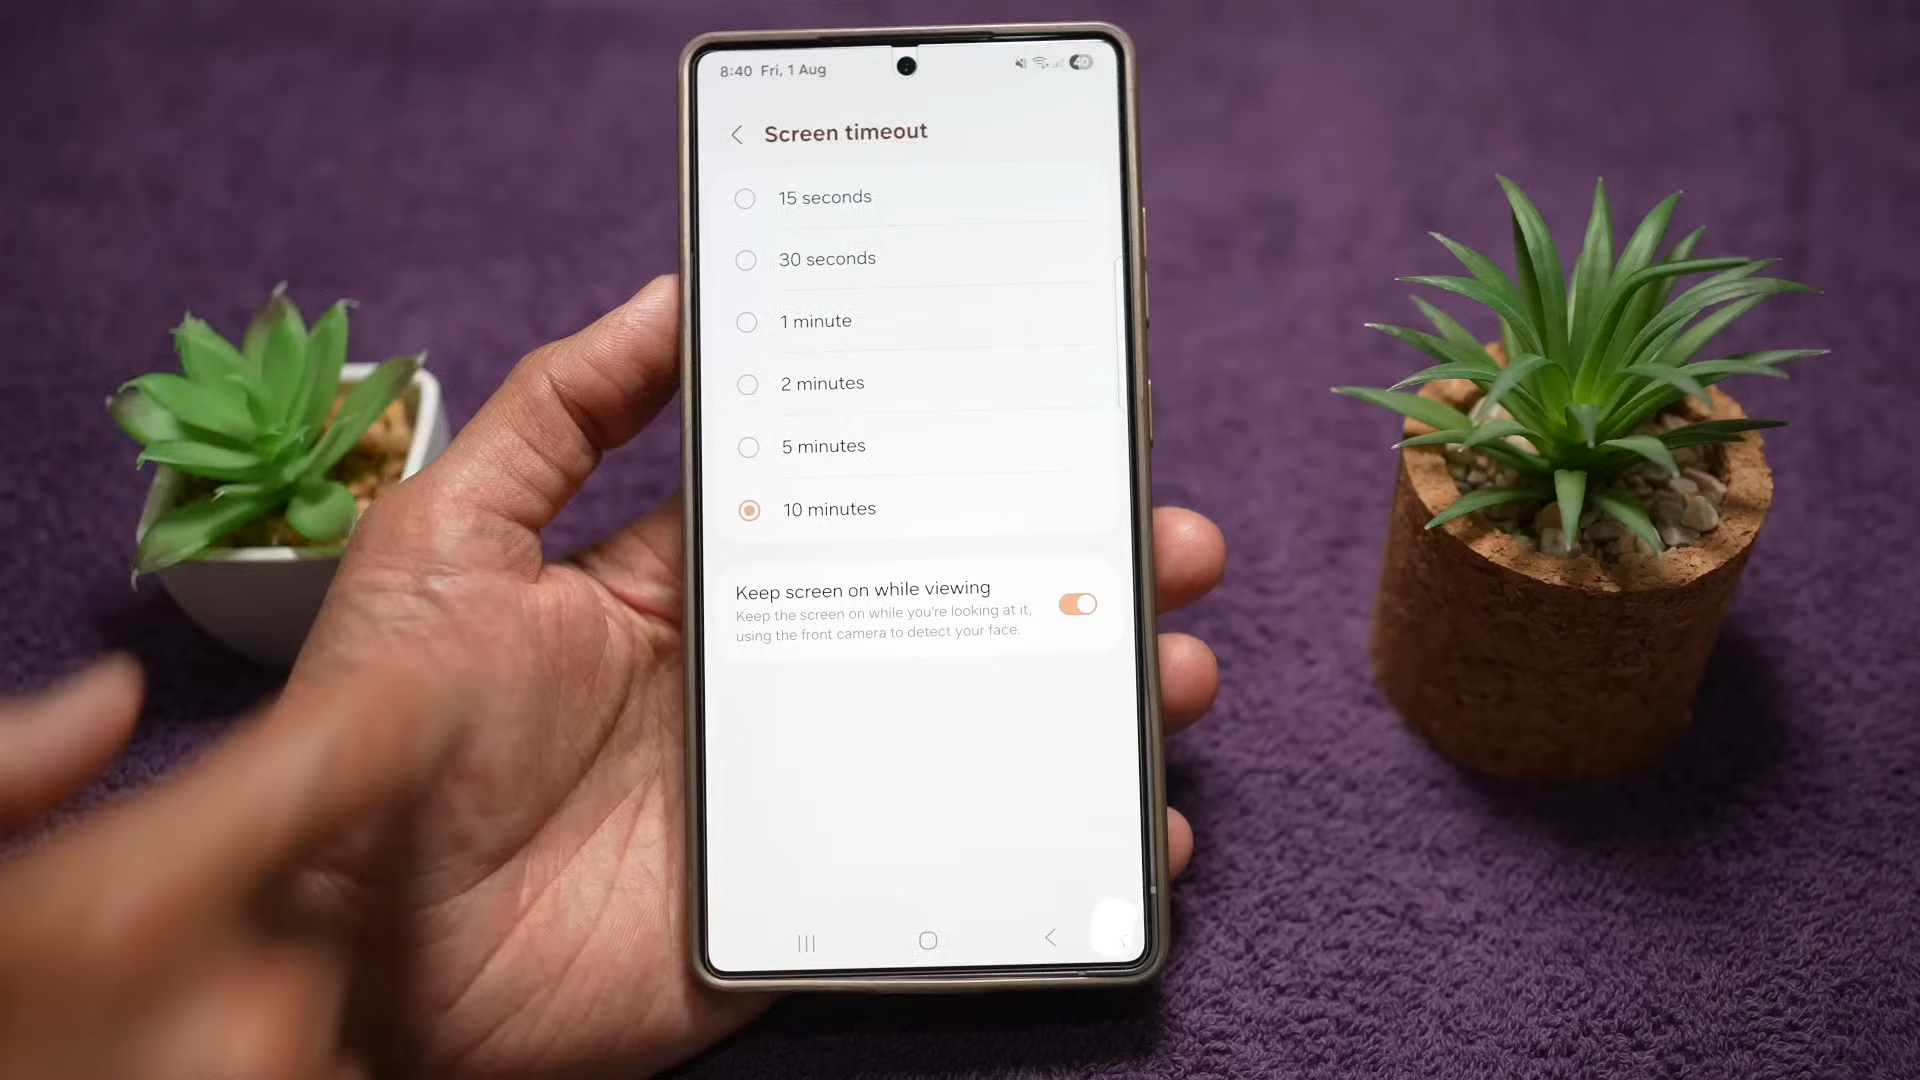 8:40 Fri, 1 Aug
40
Screen timeout
15 seconds
30 seconds
1 minute
2 minutes
5 minutes
10 minutes
Keep screen on while viewing
Keep the screen on while you're looking at it,
using the front camera to detect your face.